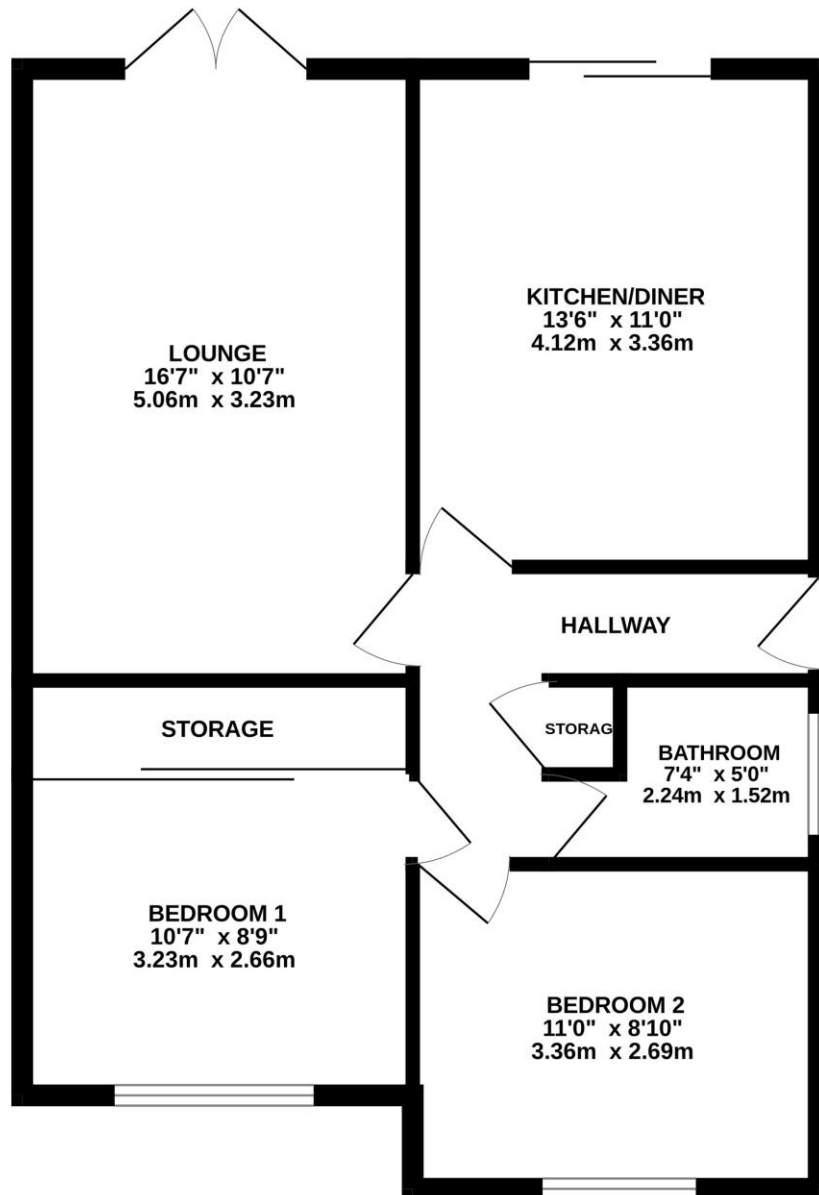 LOUNGE
16'7" x 10'7"
5.06m x 3.23m
KITCHEN/DINER
13'6" x 11'0"
4.12m x 3.36m
HALLWAY
STORAGE
STORAG
BATHROOM
7'4" x 5'0"
2.24m x 1.52m
BEDROOM 1
10'7" x 8'9"
3.23m x 2.66m
BEDROOM 2
11'0" x 8'10"
3.36m x 2.69m